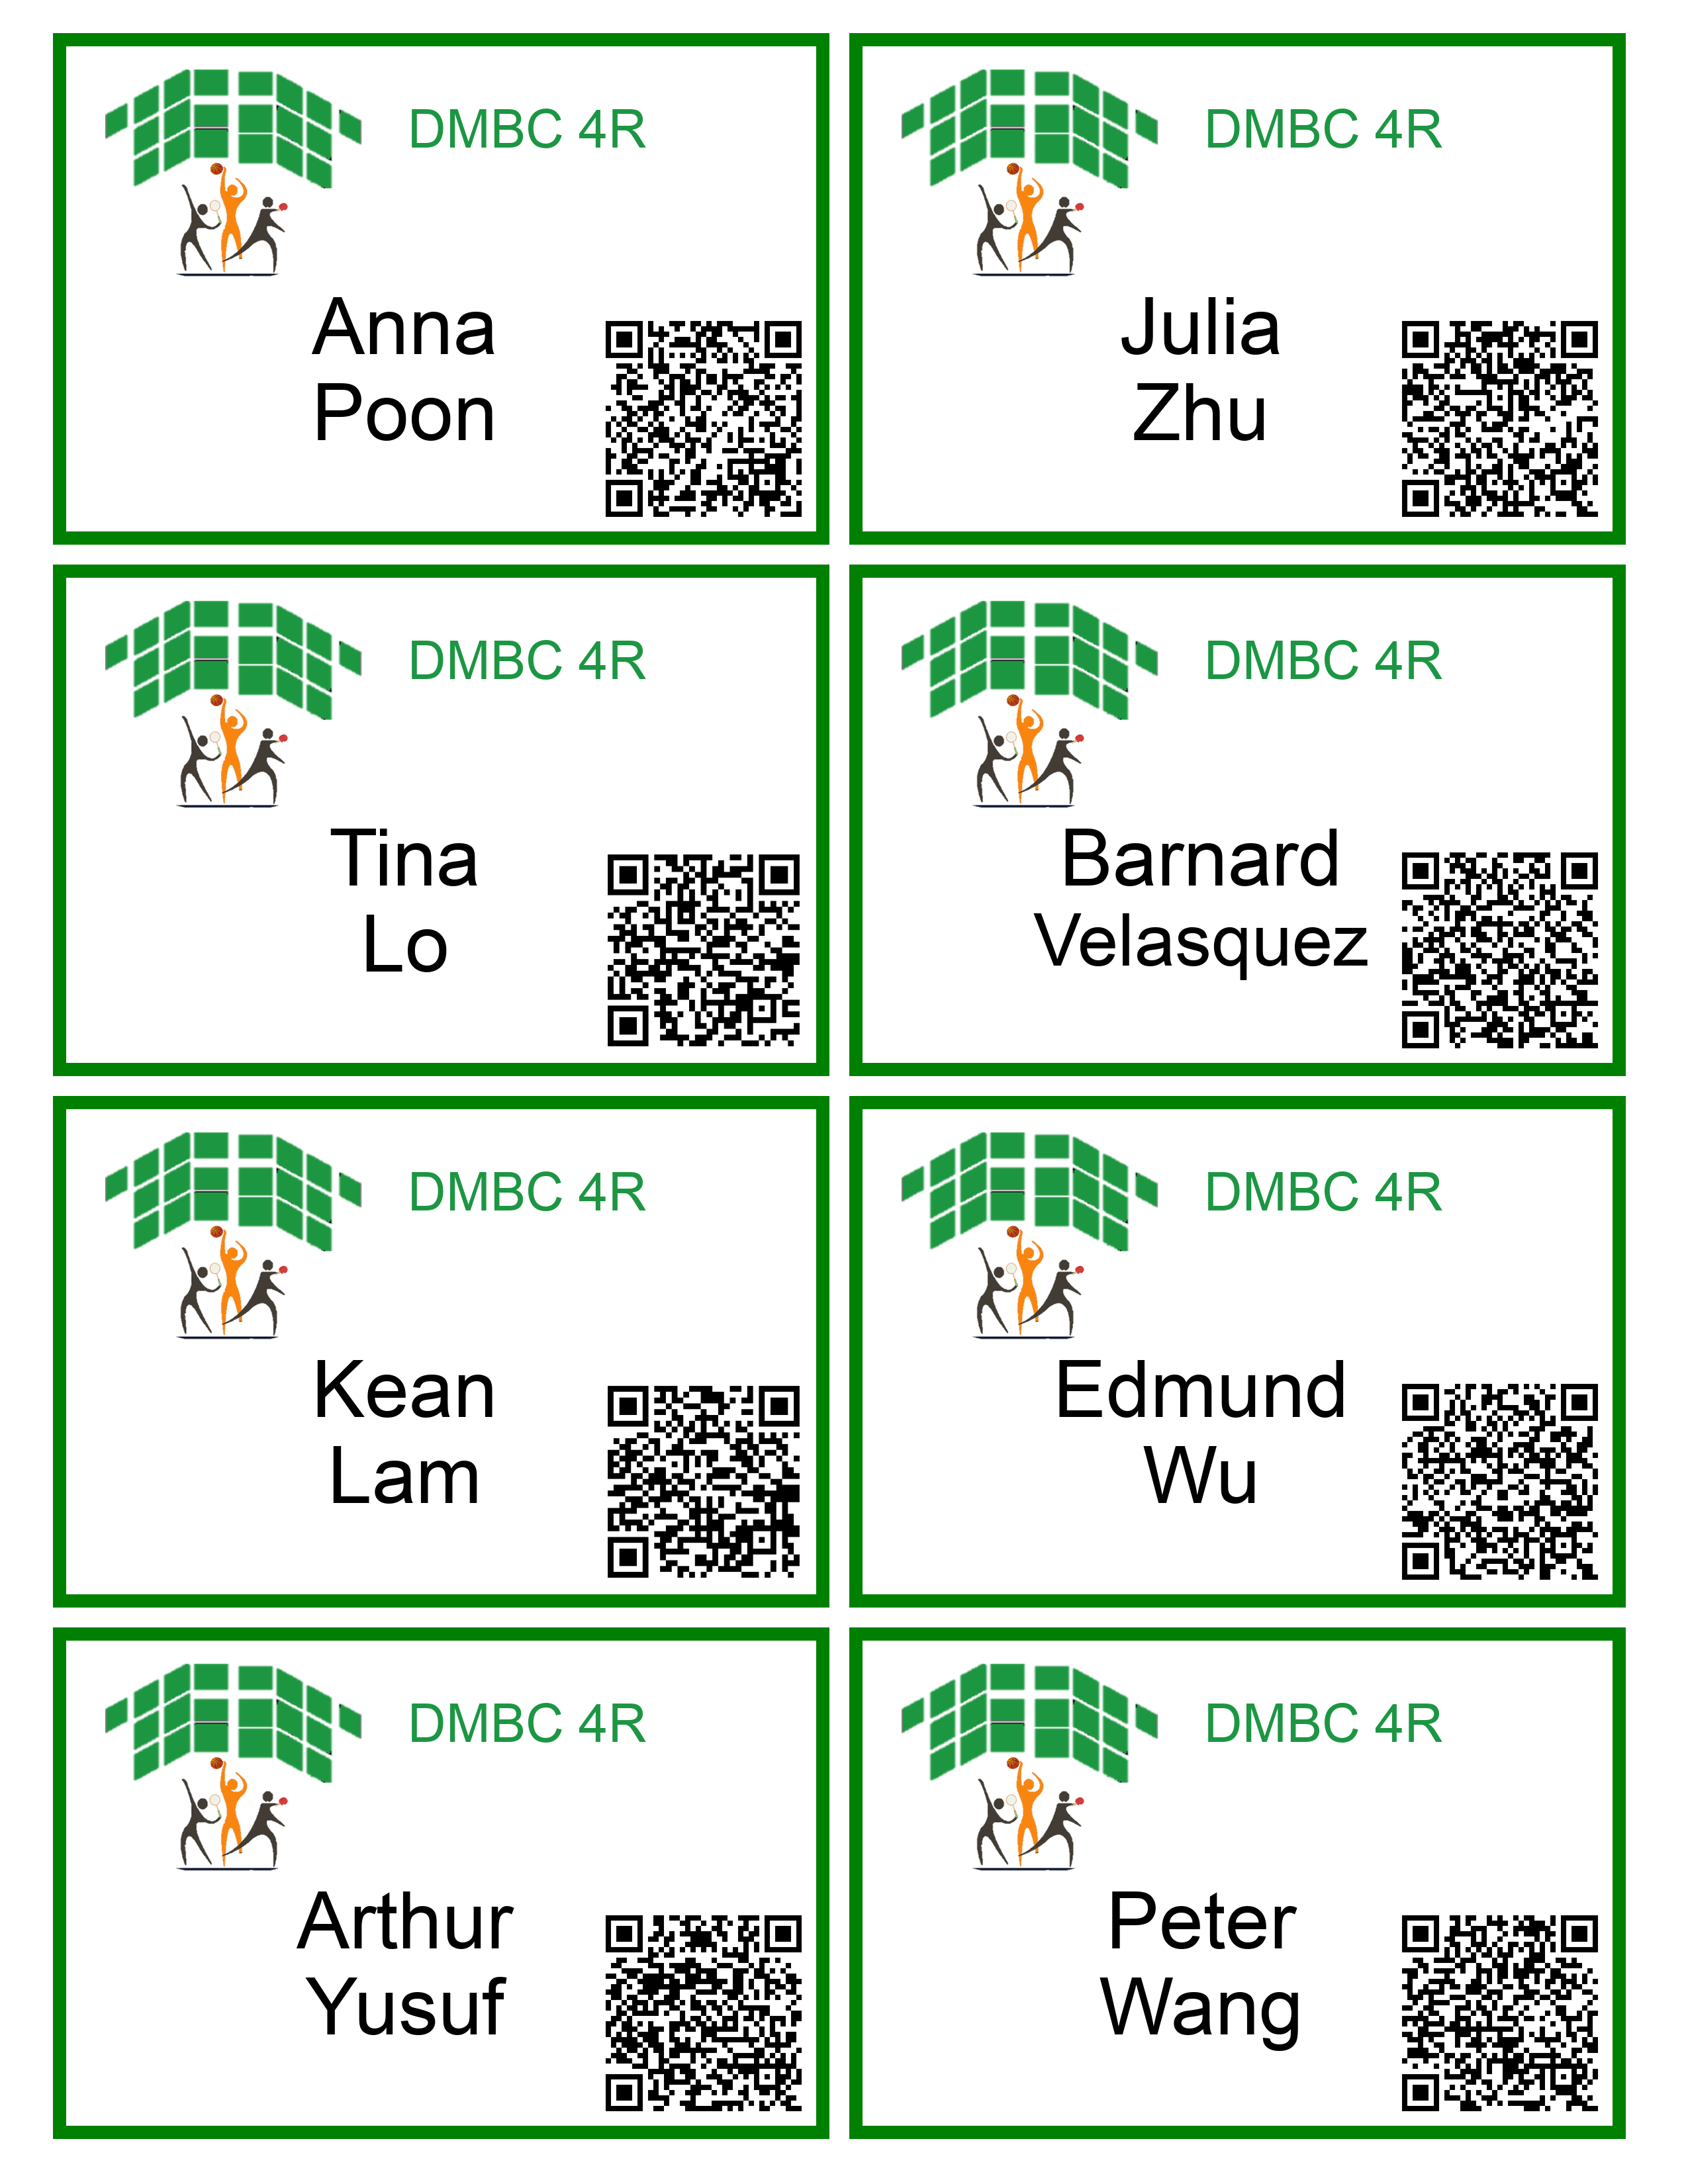 DMBC 4R
Anna
Poon
DMBC 4R
Julia
Zhu
DMBC 4R
Tina
Lo
DMBC 4R
Barnard
Velasquez
DMBC 4R
Kean
Lam
DMBC 4R
Edmund
Wu
DMBC 4R
Arthur
Yusuf
DMBC 4R
Peter
Wang